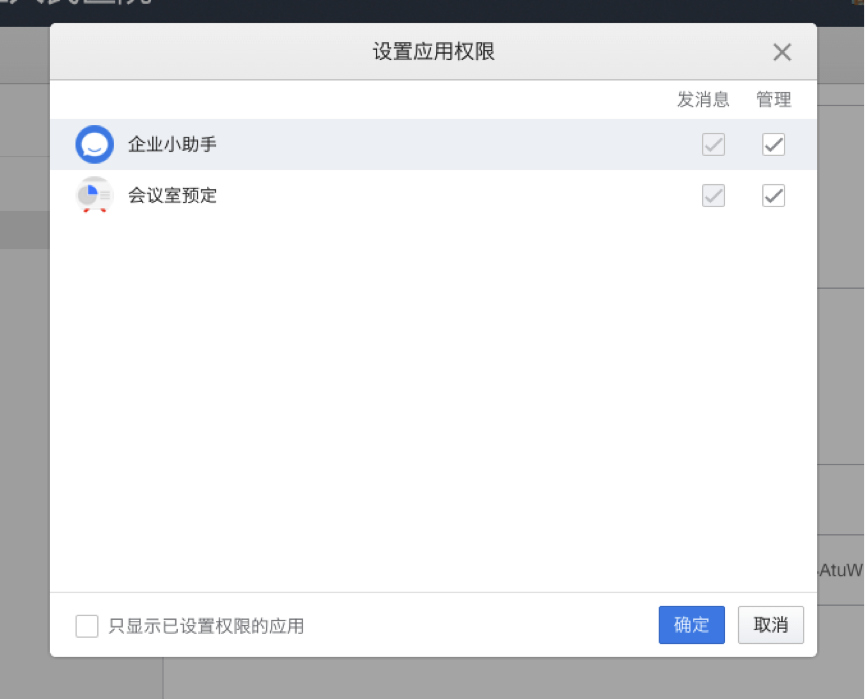 设置应用权限
发消息 管理
企业小助手
会议室预定
AtuW
只显示已设置权限的应用
确定 取消